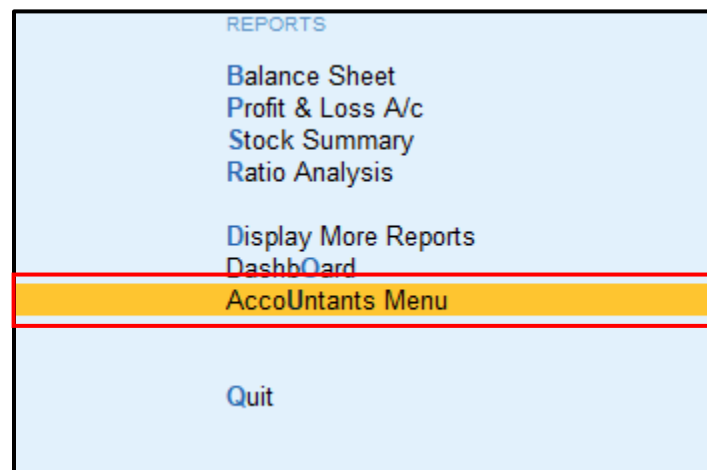 REPORTS
Balance Sheet
Profit & Loss A/c
Stock Summary
Ratio Analysis
Display More Reports
DashbOard
AccoUntants Menu
Quit